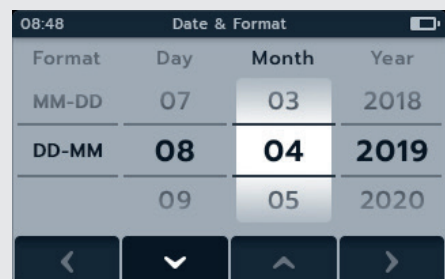 08:48 Date & Format
Format Day Month Year
MM-DD 07 03 2018
DD-MM 08 04 2019
09 05 2020